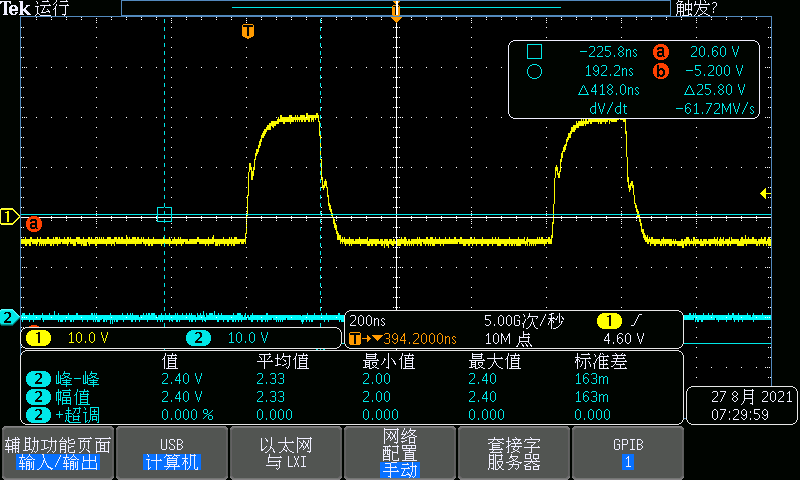 Tek 运行
触发?
T
T
-225.8ns a 20.60 V
192.2ns b -5.200 V
△418.0ns △25.80 V
dV/dt -61.72MV/s
1
a
2
1 10.0 V 2 10.0 V
200ns 5.00G次/秒 1
T→▼394.2000ns 10M 点 4.60 V
值 平均值 最小值 最大值 标准差
2 峰-峰 2.40 V 2.33 2.00 2.40 163m
2 幅值 2.40 V 2.33 2.00 2.40 163m
2 +超调 0.000 % 0.000 0.000 0.000 0.000
27 8月 2021
07:29:59
辅助功能页面
输入/输出
USB
计算机
以太网
与 LXI
网络
配置
手动
套接字
服务器
GPIB
1